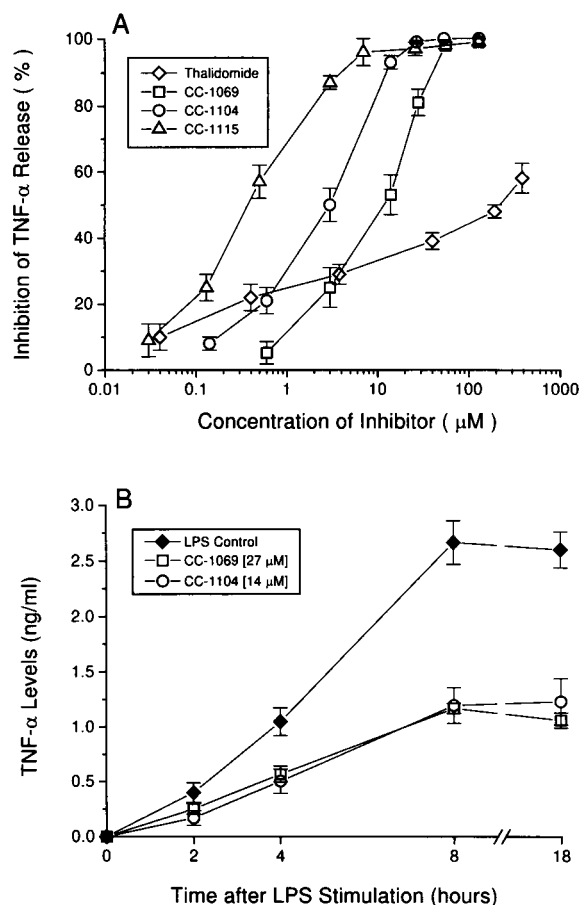 A
Thalidomide
CC-1069
CC-1104
CC-1115
Inhibition of TNF-α Release ( % )
100
80
60
40
20
0
0.01 0.1 1 10 100 1000
Concentration of Inhibitor ( μM )
B
LPS Control
CC-1069 [27 μM]
CC-1104 [14 μM]
TNF-α Levels (ng/ml)
3.0
2.5
2.0
1.5
1.0
0.5
0.0
0 2 4 8 18
Time after LPS Stimulation (hours)